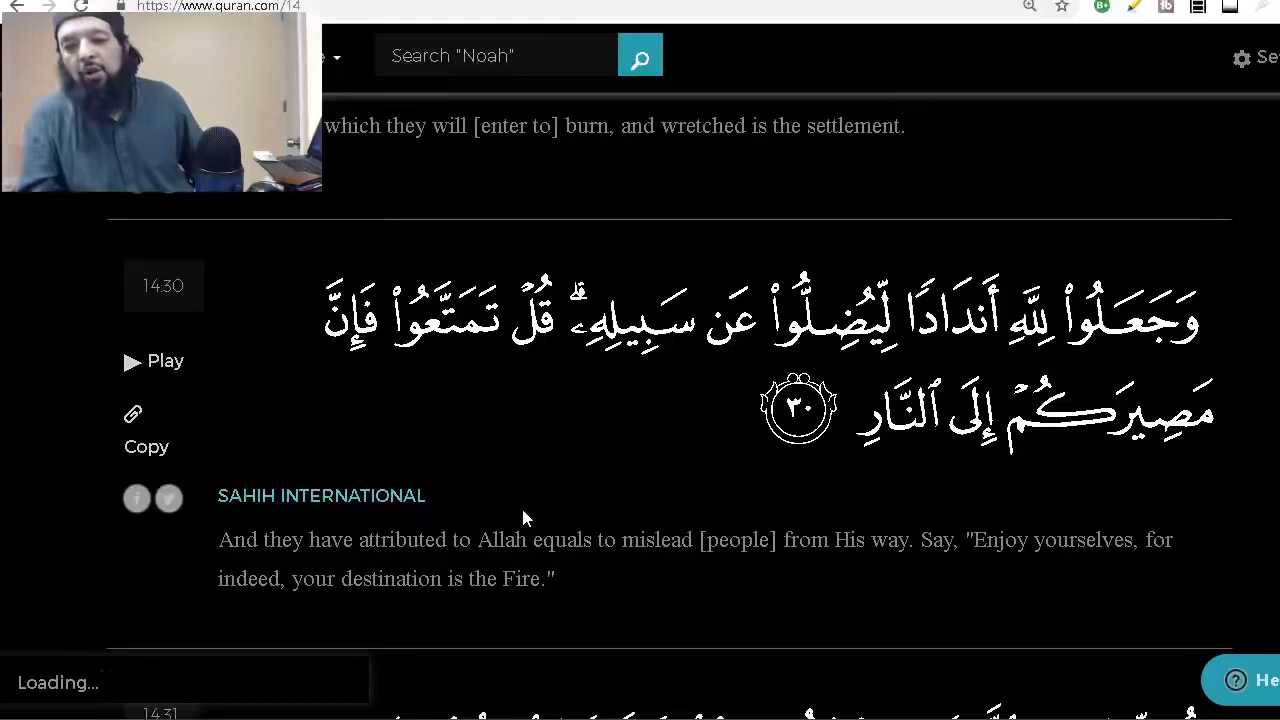 https://www.quran.com/14
Search "Noah"
Se
which they will [enter to] burn, and wretched is the settlement.
14:30
وَجَعَلُوا۟ لِلَّهِ أَندَادًا لِّيُضِلُّوا۟ عَن سَبِيلِهِۦ ۗ قُلْ تَمَتَّعُوا۟ فَإِنَّ
مَصِيرَكُمْ إِلَى ٱلنَّارِ ٣٠
Play
Copy
SAHIH INTERNATIONAL
And they have attributed to Allah equals to mislead [people] from His way. Say, "Enjoy yourselves, for
indeed, your destination is the Fire."
Loading...
He
14:31